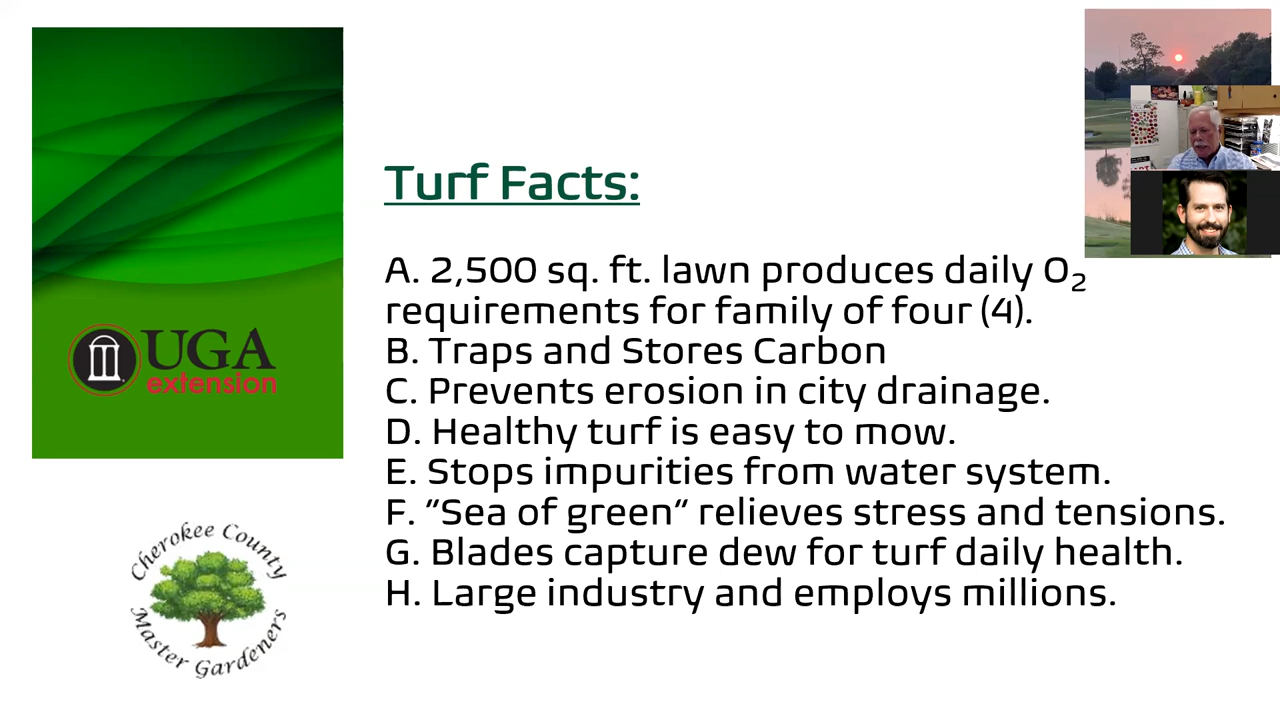 Turf Facts:
A. 2,500 sq. ft. lawn produces daily O₂
requirements for family of four (4).
B. Traps and Stores Carbon
C. Prevents erosion in city drainage.
D. Healthy turf is easy to mow.
E. Stops impurities from water system.
F. ”Sea of green” relieves stress and tensions.
G. Blades capture dew for turf daily health.
H. Large industry and employs millions.
UGA
extension
Cherokee County
Master Gardeners